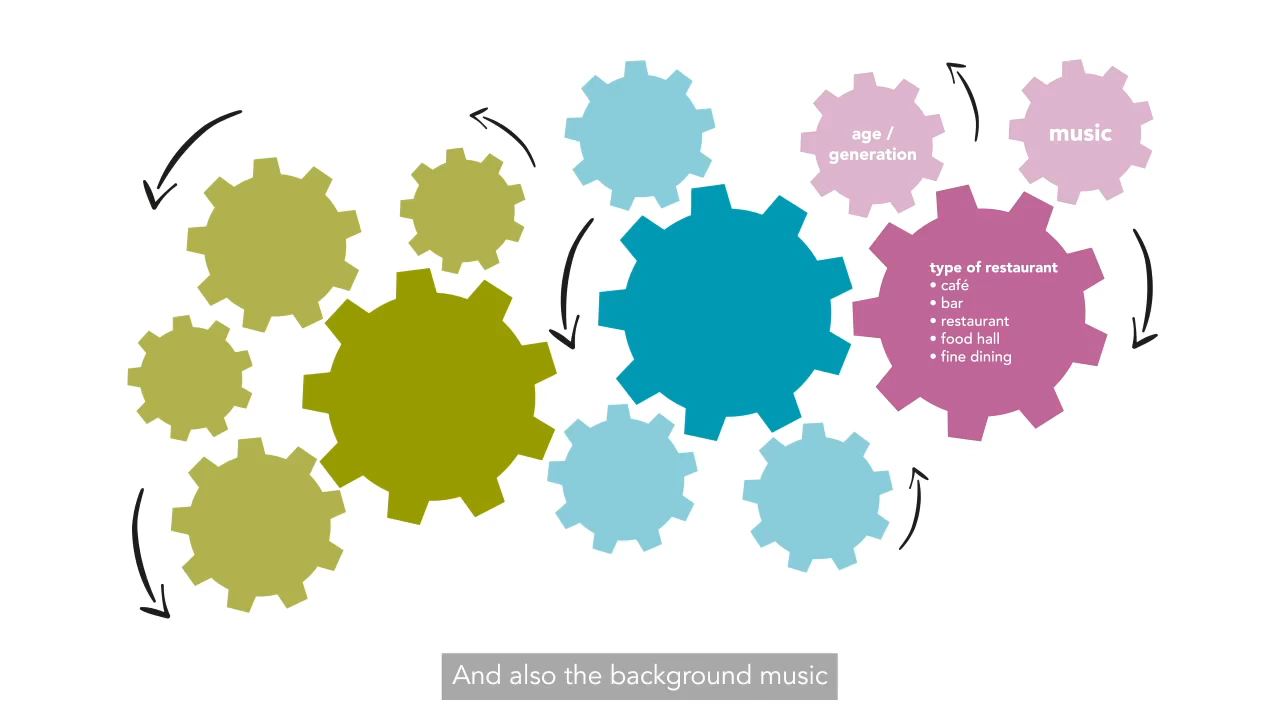 age /
generation
music
type of restaurant
• café
• bar
• restaurant
• food hall
• fine dining
And also the background music